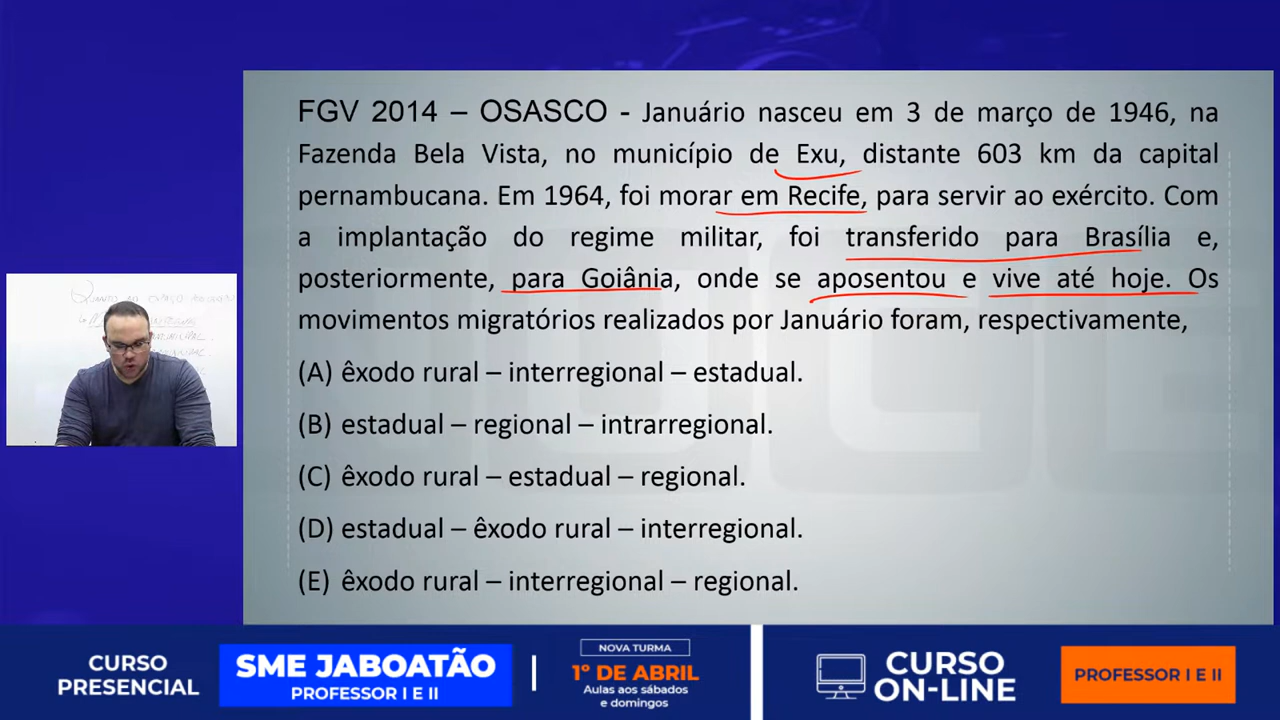 FGV 2014 – OSASCO - Januário nasceu em 3 de março de 1946, na
Fazenda Bela Vista, no município de Exu, distante 603 km da capital
pernambucana. Em 1964, foi morar em Recife, para servir ao exército. Com
a implantação do regime militar, foi transferido para Brasília e,
posteriormente, para Goiânia, onde se aposentou e vive até hoje. Os
movimentos migratórios realizados por Januário foram, respectivamente,
(A) êxodo rural – interregional – estadual.
(B) estadual – regional – intrarregional.
(C) êxodo rural – estadual – regional.
(D) estadual – êxodo rural – interregional.
(E) êxodo rural – interregional – regional.
CURSO
PRESENCIAL
SME JABOATÃO
PROFESSOR I E II
NOVA TURMA
1º DE ABRIL
Aulas aos sábados
e domingos
CURSO
ON-LINE
PROFESSOR I E II